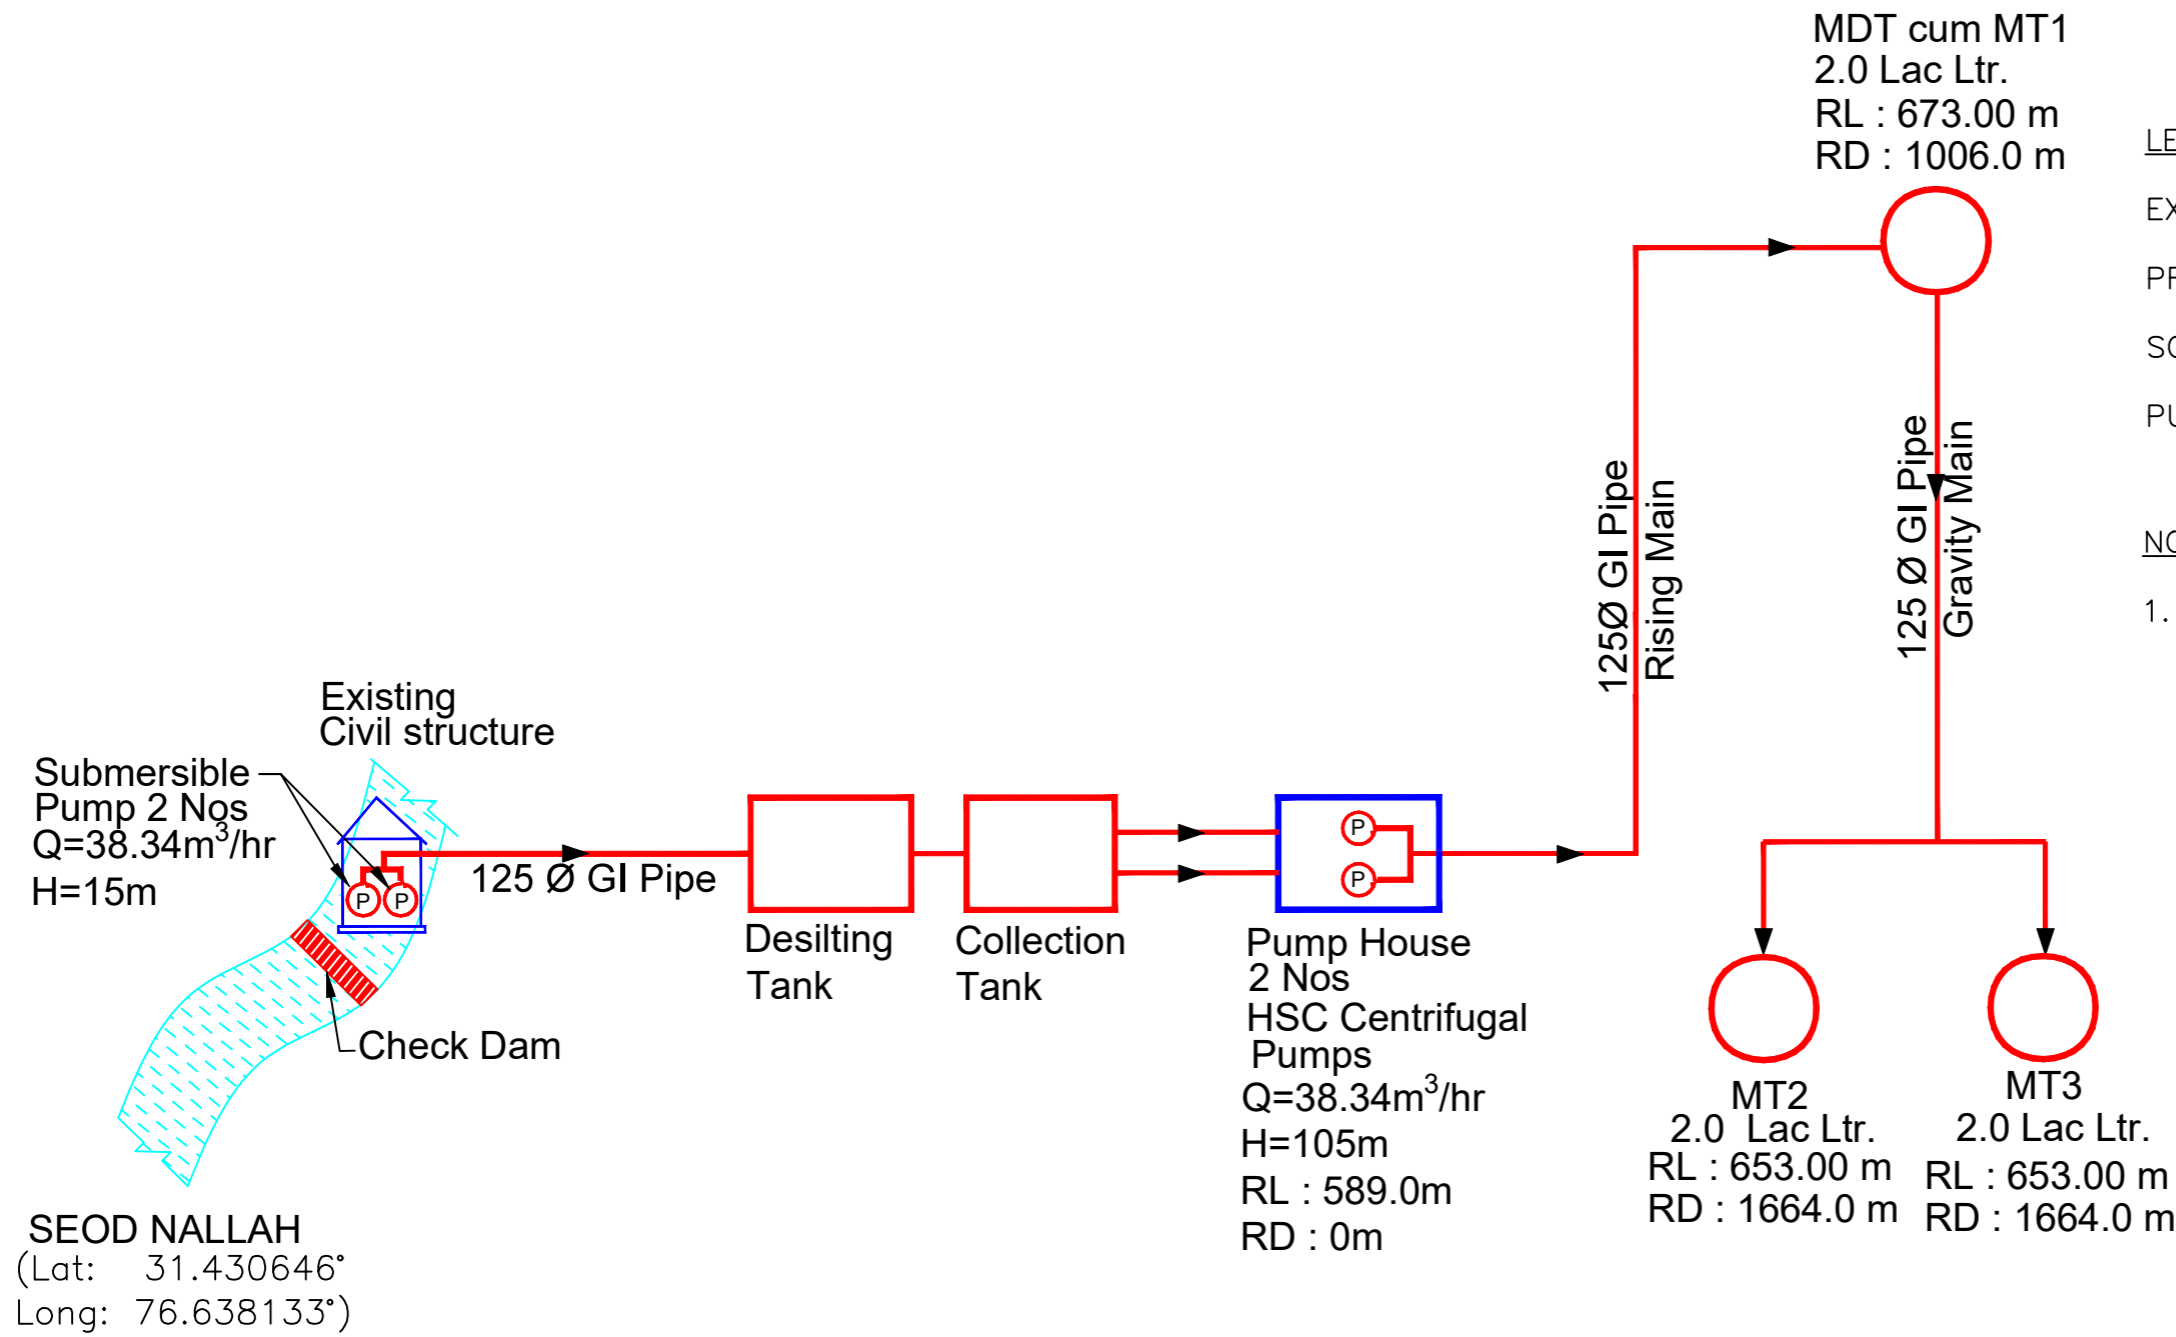 MDT cum MT1
2.0 Lac Ltr.
RL : 673.00 m
RD : 1006.0 m
125Ø GI Pipe
Rising Main
125 Ø GI Pipe
Gravity Main
1.
Existing
Civil structure
Submersible
Pump 2 Nos
Q=38.34m³/hr
H=15m
P P
125 Ø GI Pipe
Check Dam
SEOD NALLAH
(Lat: 31.430646°
Long: 76.638133°)
Desilting
Tank
Collection
Tank
P
P
Pump House
2 Nos
HSC Centrifugal
Pumps
Q=38.34m³/hr
H=105m
RL : 589.0m
RD : 0m
MT2
2.0 Lac Ltr.
RL : 653.00 m
RD : 1664.0 m
MT3
2.0 Lac Ltr.
RL : 653.00 m
RD : 1664.0 m